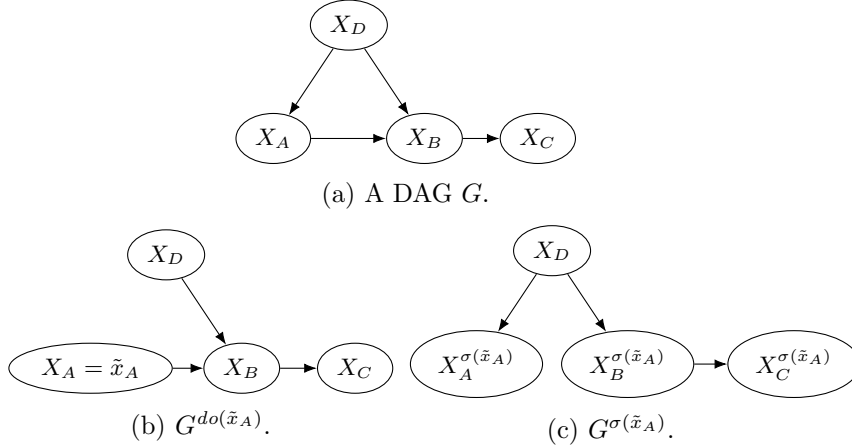 X_D
X_A X_B X_C
(a) A DAG G.
X_D X_D
X_A = x̃_A X_B X_C X_A^{σ(x̃_A)} X_B^{σ(x̃_A)} X_C^{σ(x̃_A)}
(b) G^{do(x̃_A)}. (c) G^{σ(x̃_A)}.